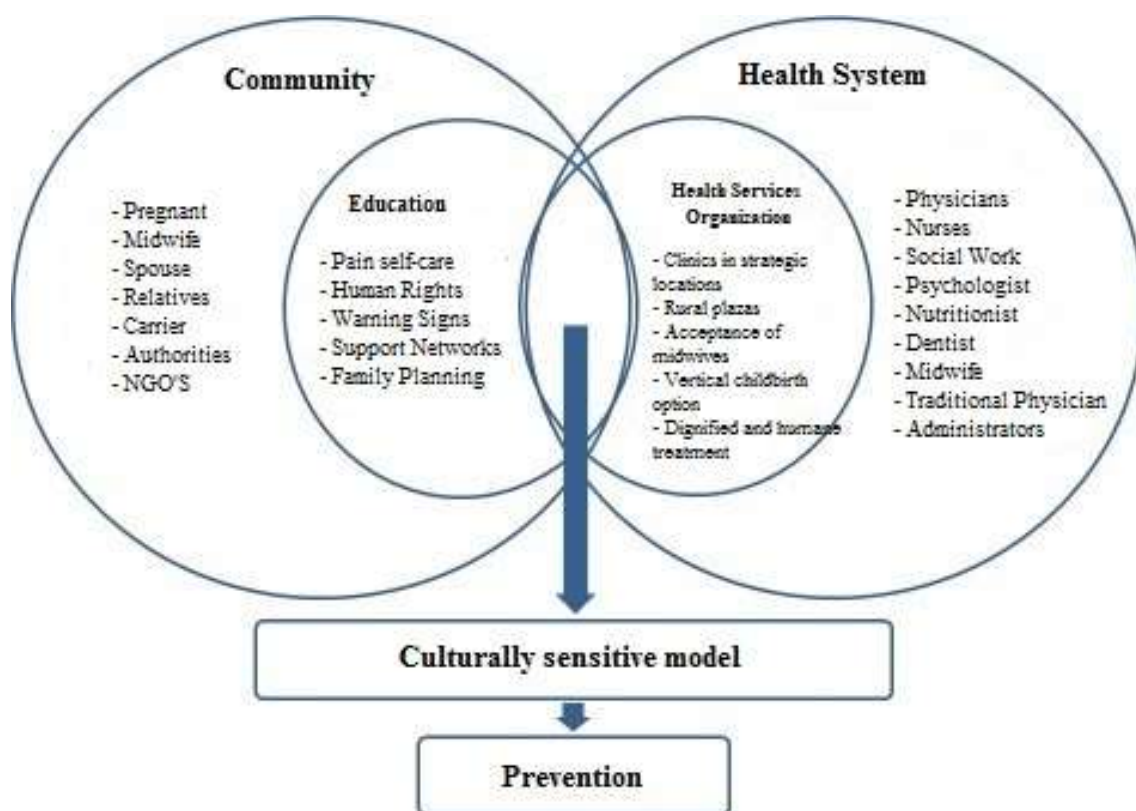 Community
- Pregnant
- Midwife
- Spouse
- Relatives
- Carrier
- Authorities
- NGO'S
Education
- Pain self-care
- Human Rights
- Warning Signs
- Support Networks
- Family Planning
Health System
Health Services
Organization
- Clinics in strategic
locations
- Rural plazas
- Acceptance of
midwives
- Vertical childbirth
option
- Dignified and humane
treatment
- Physicians
- Nurses
- Social Work
- Psychologist
- Nutritionist
- Dentist
- Midwife
- Traditional Physician
- Administrators
Culturally sensitive model
Prevention